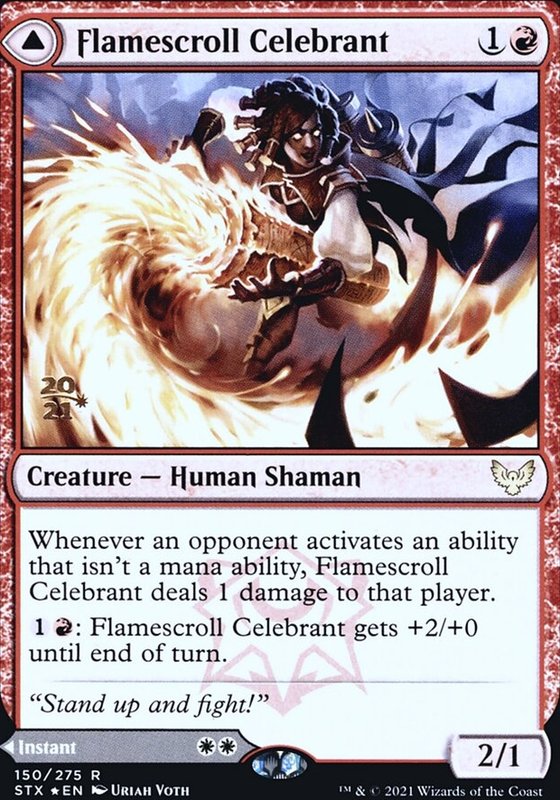 Flamescroll Celebrant 1
20
21
Creature — Human Shaman
Whenever an opponent activates an ability
that isn't a mana ability, Flamescroll
Celebrant deals 1 damage to that player.
1 : Flamescroll Celebrant gets +2/+0
until end of turn.
“Stand up and fight!”
Instant
2/1
150/275 R
STX ★ EN Uriah Voth
™ & © 2021 Wizards of the Coast